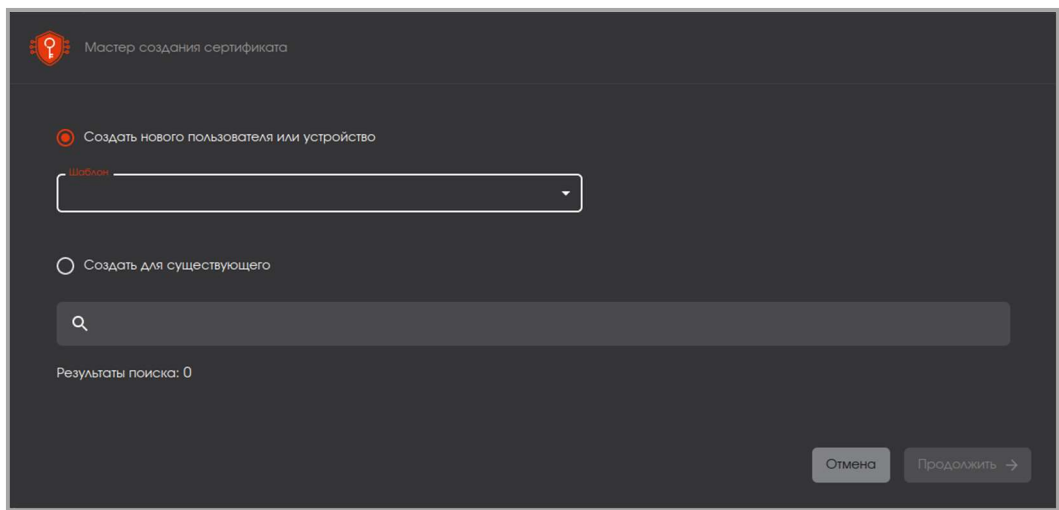 Мастер создания сертификата
Создать нового пользователя или устройство
Шаблон
Создать для существующего
Результаты поиска: 0
Отмена
Продолжить →